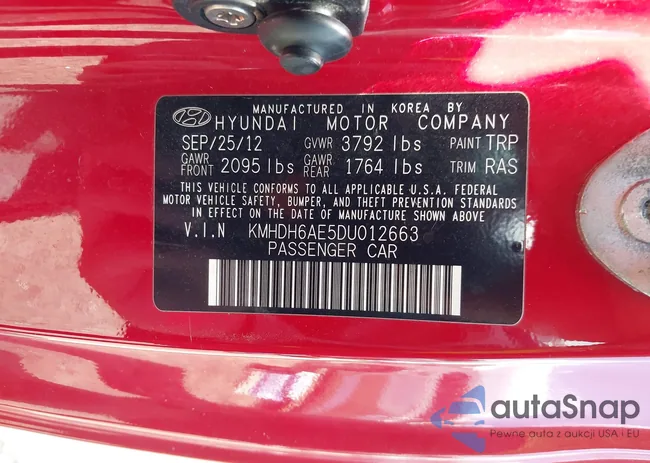 MANUFACTURED IN KOREA BY
HYUNDAI MOTOR COMPANY
SEP/25/12 GVWR 3792 lbs PAINT TRP
GAWR FRONT 2095 lbs GAWR REAR 1764 lbs TRIM RAS
THIS VEHICLE CONFORMS TO ALL APPLICABLE U.S.A. FEDERAL
MOTOR VEHICLE SAFETY, BUMPER, AND THEFT PREVENTION STANDARDS
IN EFFECT ON THE DATE OF MANUFACTURE SHOWN ABOVE.
V.I.N KMHDH6AE5DU012663
PASSENGER CAR
autaSnap
Pewne auta z aukcji USA i EU